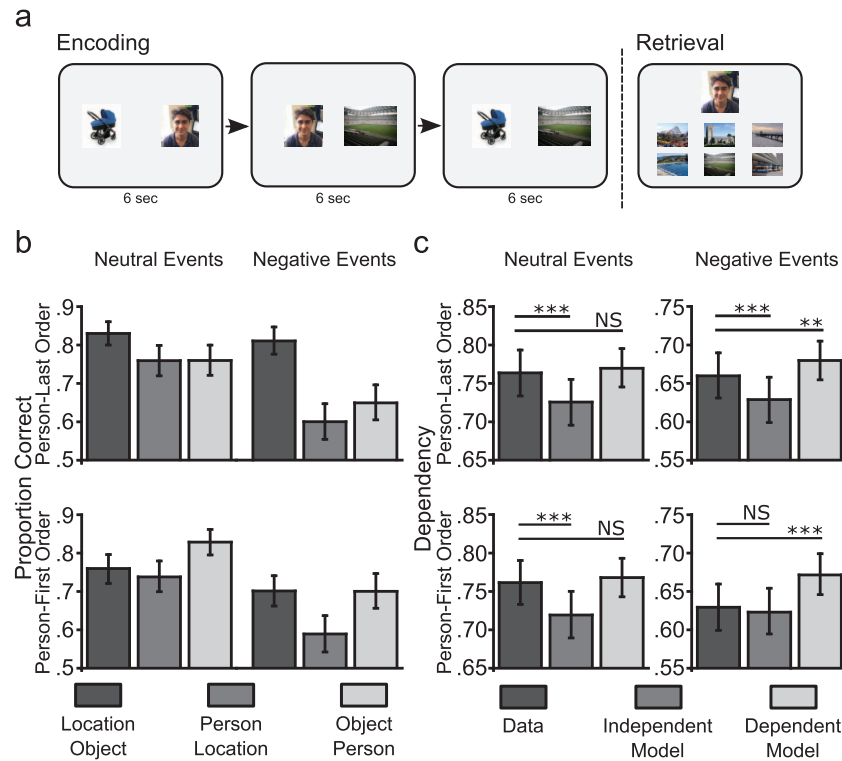 a
Encoding
Retrieval
6 sec
6 sec
6 sec
b
Neutral Events
Negative Events
Proportion Correct
Person-Last Order
.9
.8
.7
.6
.5
Person-First Order
.9
.8
.7
.6
.5
Location
Object
Person
Location
Object
Person
c
Neutral Events
Negative Events
Dependency
Person-Last Order
.85
.80
.75
.70
.65
***
NS
.75
.70
.65
.60
.55
***
**
Person-First Order
.85
.80
.75
.70
.65
***
NS
.75
.70
.65
.60
.55
NS
***
Data
Independent
Model
Dependent
Model